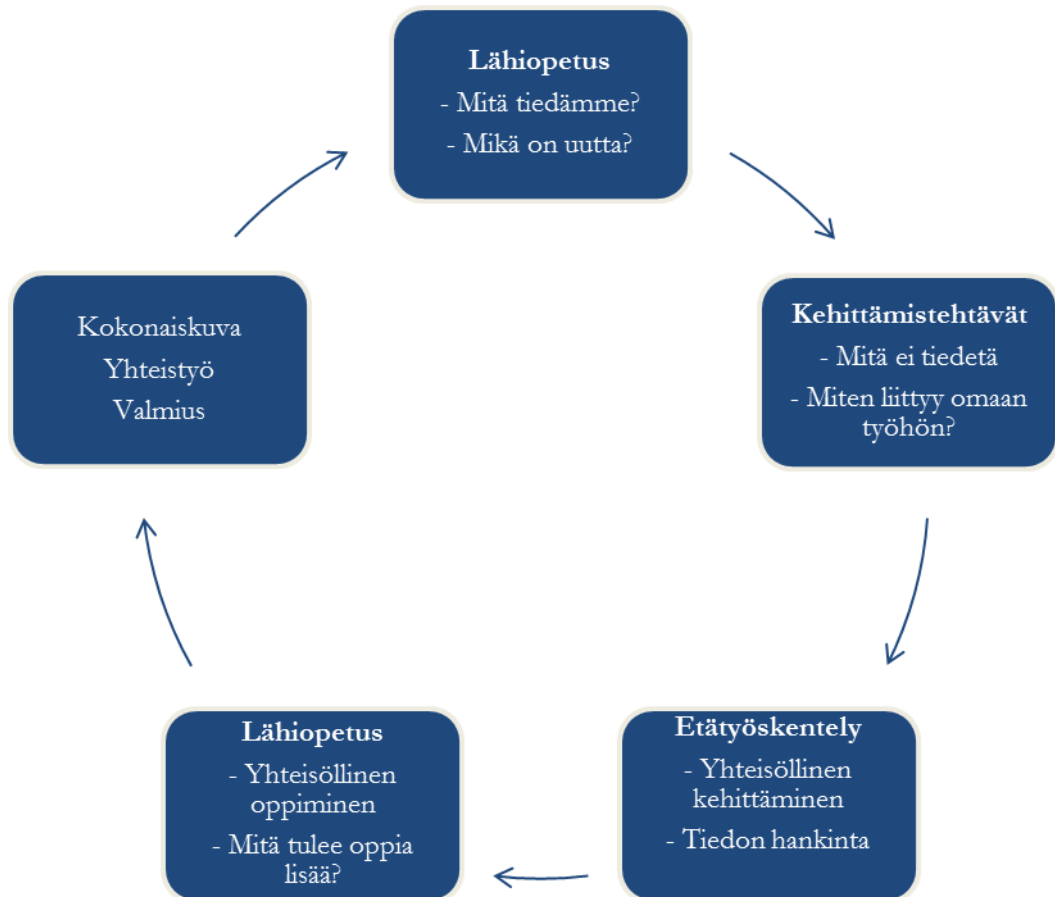 Lähiopetus
- Mitä tiedämme?
- Mikä on uutta?
Kehittämistehtävät
- Mitä ei tiedetä
- Miten liittyy omaan
työhön?
Etätyöskentely
- Yhteisöllinen
kehittäminen
- Tiedon hankinta
Lähiopetus
- Yhteisöllinen
oppiminen
- Mitä tulee oppia
lisää?
Kokonaiskuva
Yhteistyö
Valmius